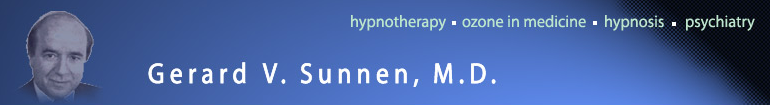 hypnotherapy ▪ ozone in medicine ▪ hypnosis ▪ psychiatry
Gerard V. Sunnen, M.D.